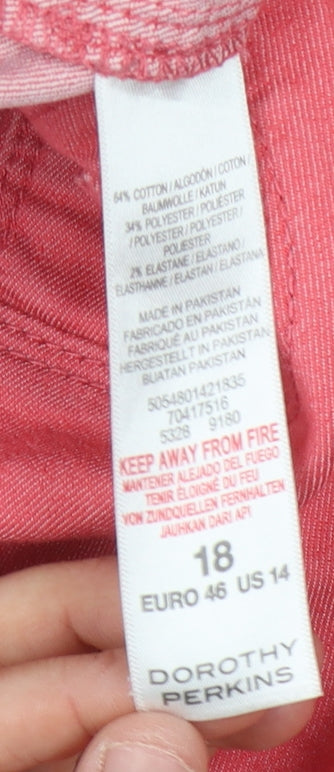 64% COTTON / ALGODÓN / COTON /
BAUMWOLLE / KATUN
34% POLYESTER / POLIÉSTER
/ POLYESTER / POLYESTER /
POLIESTER
2% ELASTANE / ELASTANO /
ELASTHANNE / ELASTAN / ELASTANA
MADE IN PAKISTAN
FABRICADO EN PAKISTÁN
FABRIQUÉ AU PAKISTAN
HERGESTELLT IN PAKISTAN
BUATAN PAKISTAN
5054801421835
70417516
5328 9180
KEEP AWAY FROM FIRE
MANTENER ALEJADO DEL FUEGO
TENIR ÉLOIGNÉ DU FEU
VON ZUNDQUELLEN FERNHALTEN
JAUHKAN DARI API
18
EURO 46 US 14
DOROTHY
PERKINS